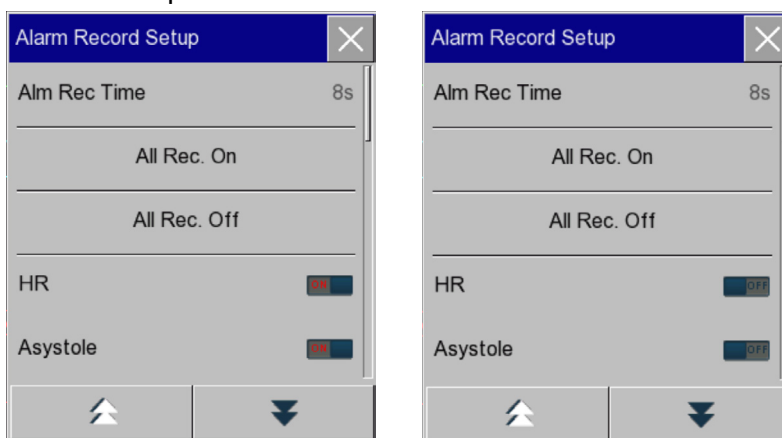 Alarm Record Setup
Alm Rec Time 8s
All Rec. On
All Rec. Off
HR ON
Asystole ON
Alarm Record Setup
Alm Rec Time 8s
All Rec. On
All Rec. Off
HR OFF
Asystole OFF